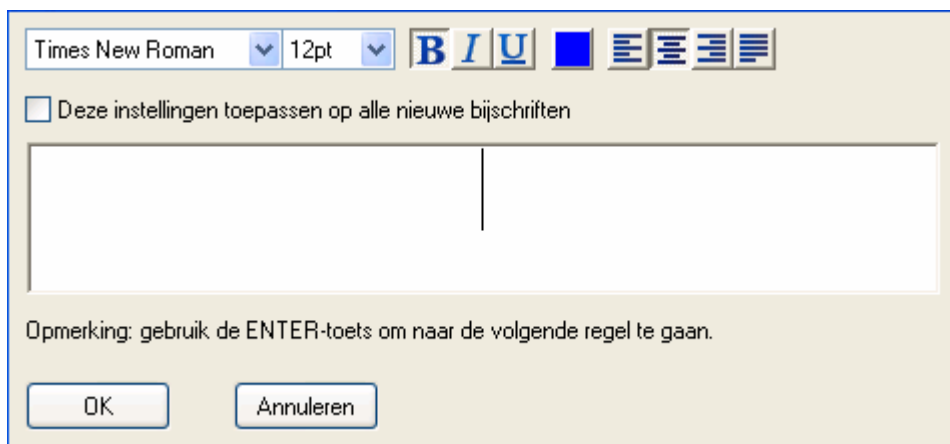 Times New Roman 12pt B I U
Deze instellingen toepassen op alle nieuwe bijschriften
Opmerking: gebruik de ENTER-toets om naar de volgende regel te gaan.
OK Annuleren